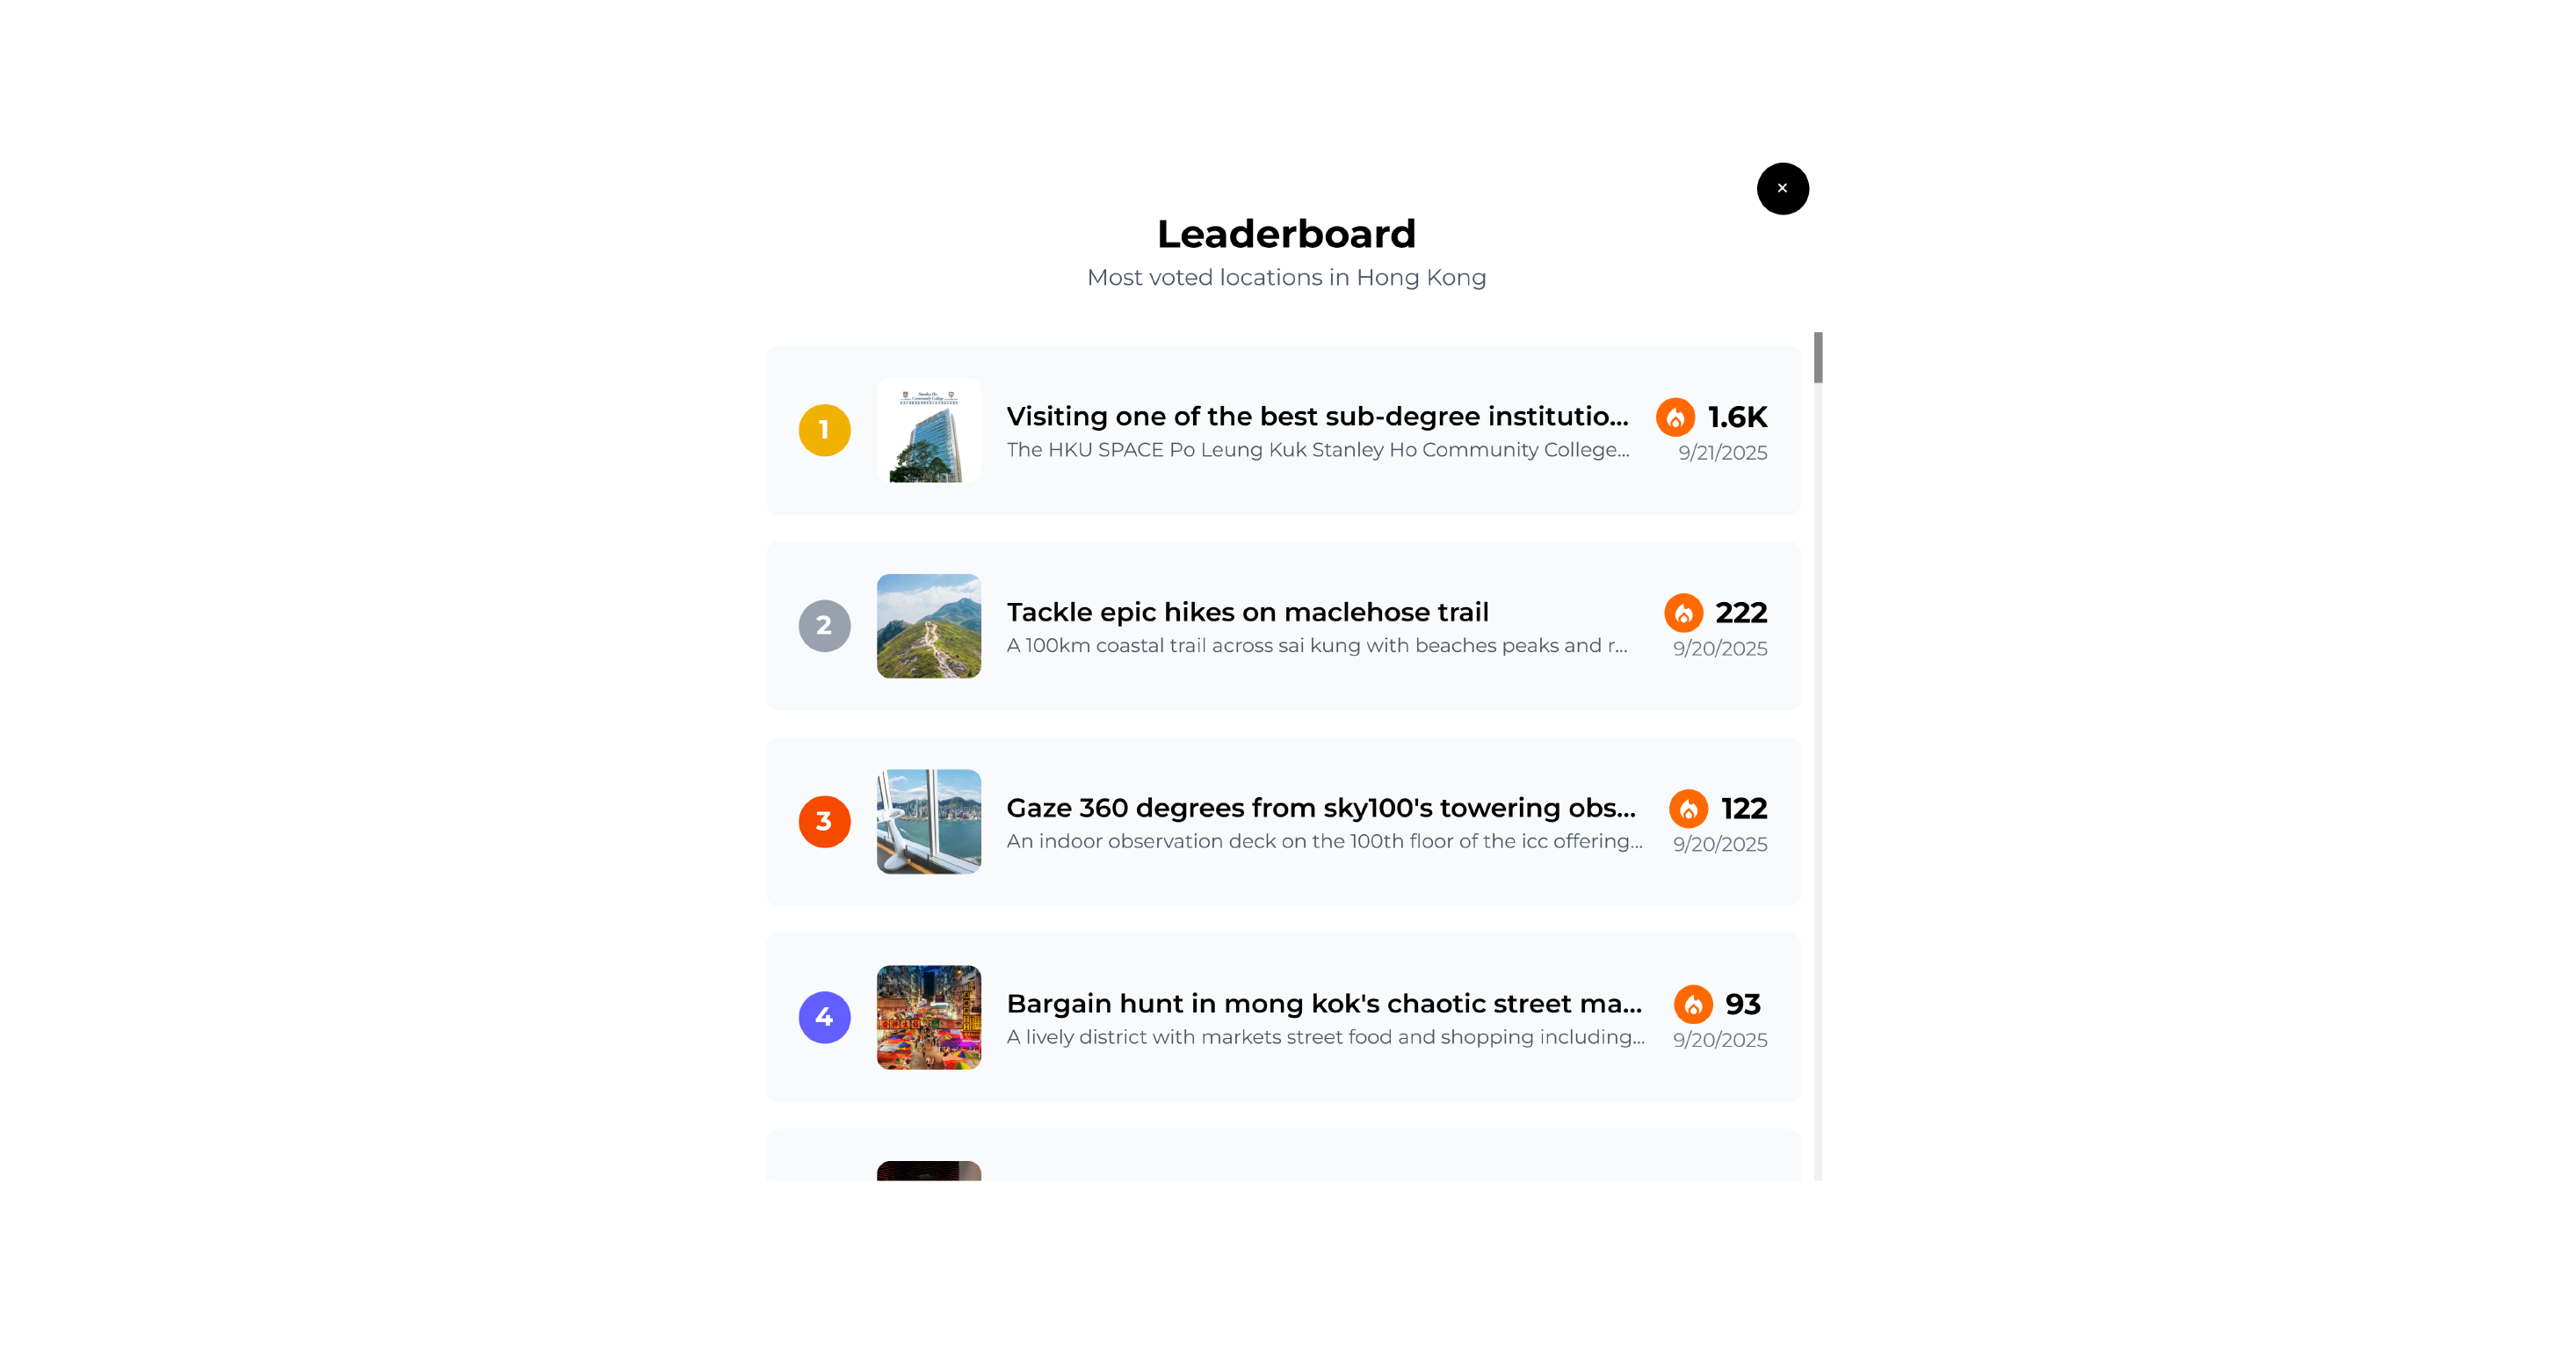 ×
Leaderboard
Most voted locations in Hong Kong
1
Stanley Ho
Community College
Visiting one of the best sub-degree institutio...
1.6K
The HKU SPACE Po Leung Kuk Stanley Ho Community College...
9/21/2025
2
Tackle epic hikes on maclehose trail
222
A 100km coastal trail across sai kung with beaches peaks and r...
9/20/2025
3
Gaze 360 degrees from sky100's towering obs...
122
An indoor observation deck on the 100th floor of the icc offering...
9/20/2025
4
Bargain hunt in mong kok's chaotic street ma...
93
A lively district with markets street food and shopping including...
9/20/2025